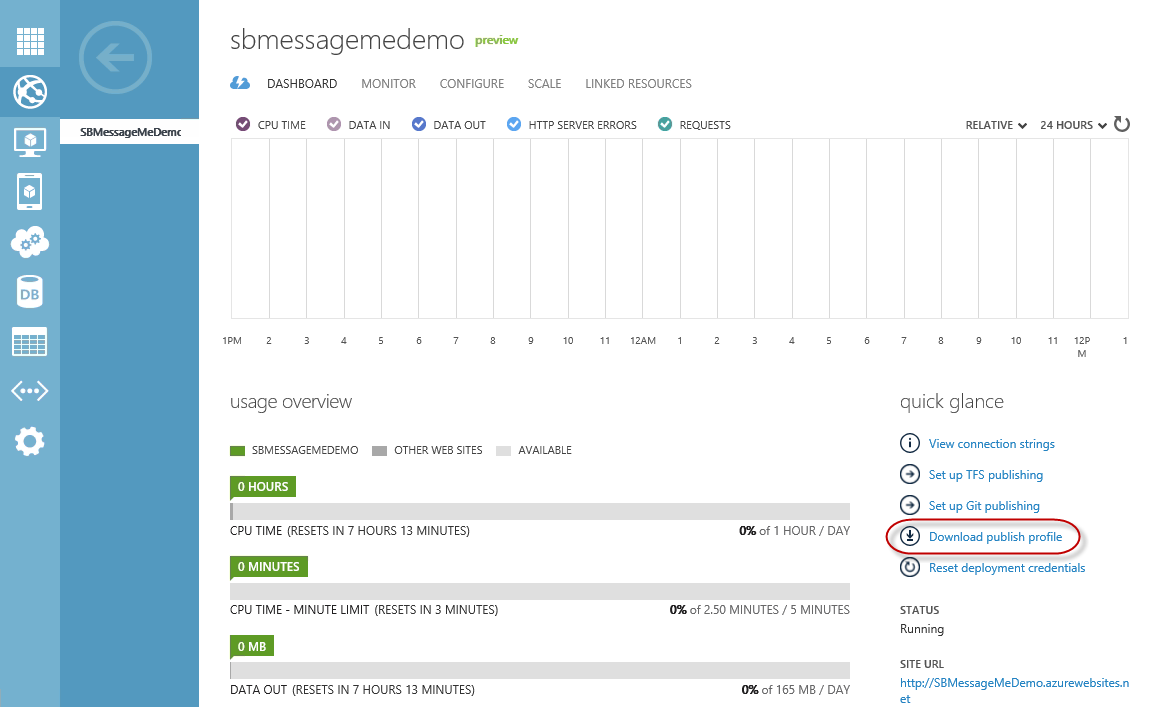 sbmessagemedemo preview
DASHBOARD MONITOR CONFIGURE SCALE LINKED RESOURCES
SBMessageMeDemo
CPU TIME DATA IN DATA OUT HTTP SERVER ERRORS REQUESTS RELATIVE 24 HOURS
1PM 2 3 4 5 6 7 8 9 10 11 12AM 1 2 3 4 5 6 7 8 9 10 11 12P 1
M
DB
usage overview
SBMESSAGEMEDEMO OTHER WEB SITES AVAILABLE
0 HOURS
CPU TIME (RESETS IN 7 HOURS 13 MINUTES) 0% of 1 HOUR / DAY
0 MINUTES
CPU TIME - MINUTE LIMIT (RESETS IN 3 MINUTES) 0% of 2.50 MINUTES / 5 MINUTES
0 MB
DATA OUT (RESETS IN 7 HOURS 13 MINUTES) 0% of 165 MB / DAY
quick glance
View connection strings
Set up TFS publishing
Set up Git publishing
Download publish profile
Reset deployment credentials
STATUS
Running
SITE URL
http://SBMessageMeDemo.azurewebsites.n
et